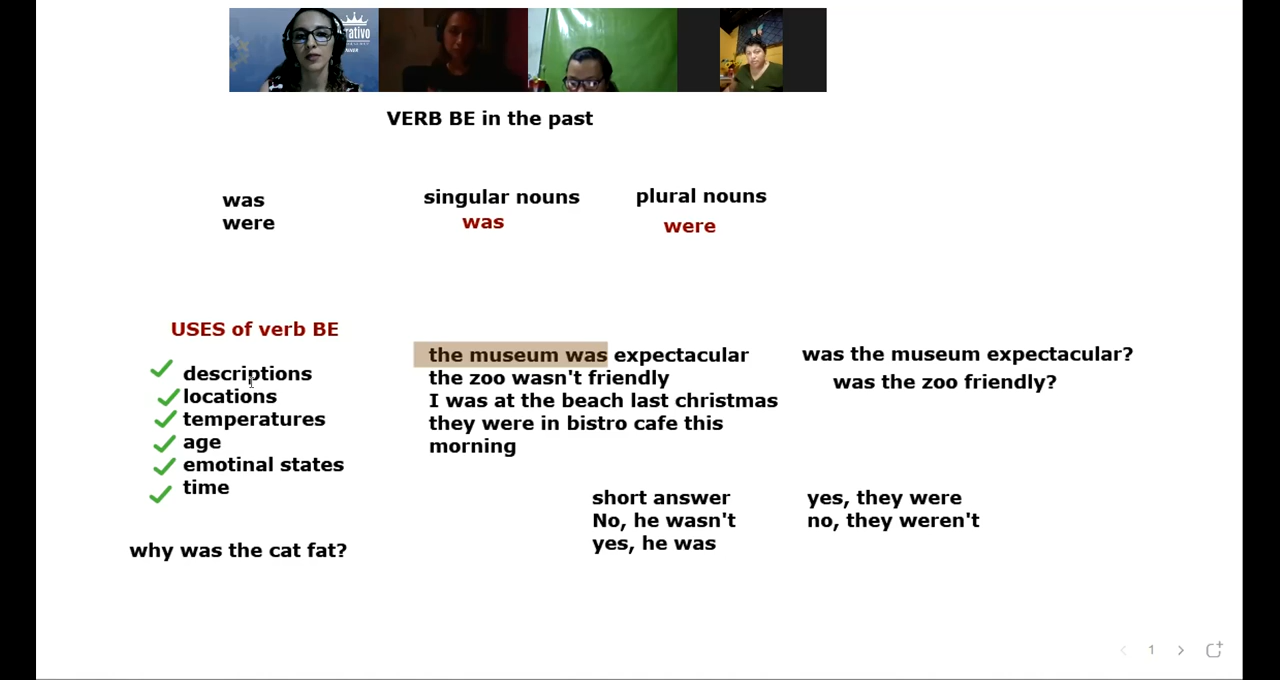 rativo
VERB BE in the past
was
were
singular nouns
was
plural nouns
were
USES of verb BE
descriptions
locations
temperatures
age
emotinal states
time
why was the cat fat?
the museum was expectacular
the zoo wasn't friendly
I was at the beach last christmas
they were in bistro cafe this
morning
was the museum expectacular?
was the zoo friendly?
short answer
No, he wasn't
yes, he was
yes, they were
no, they weren't
1